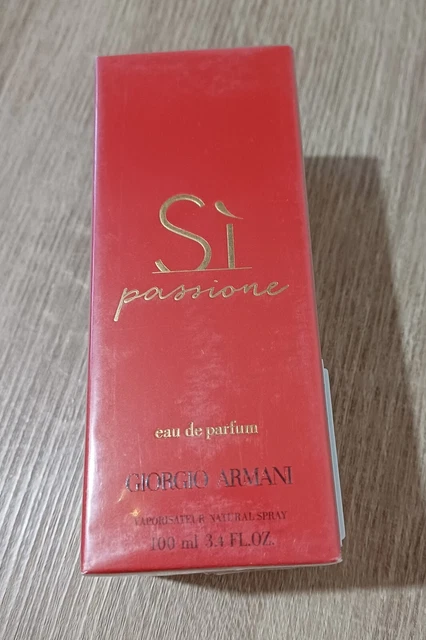 Sì
passione
eau de parfum
GIORGIO ARMANI
VAPORISATEUR NATURAL SPRAY
100 ml 3.4 FL.OZ.